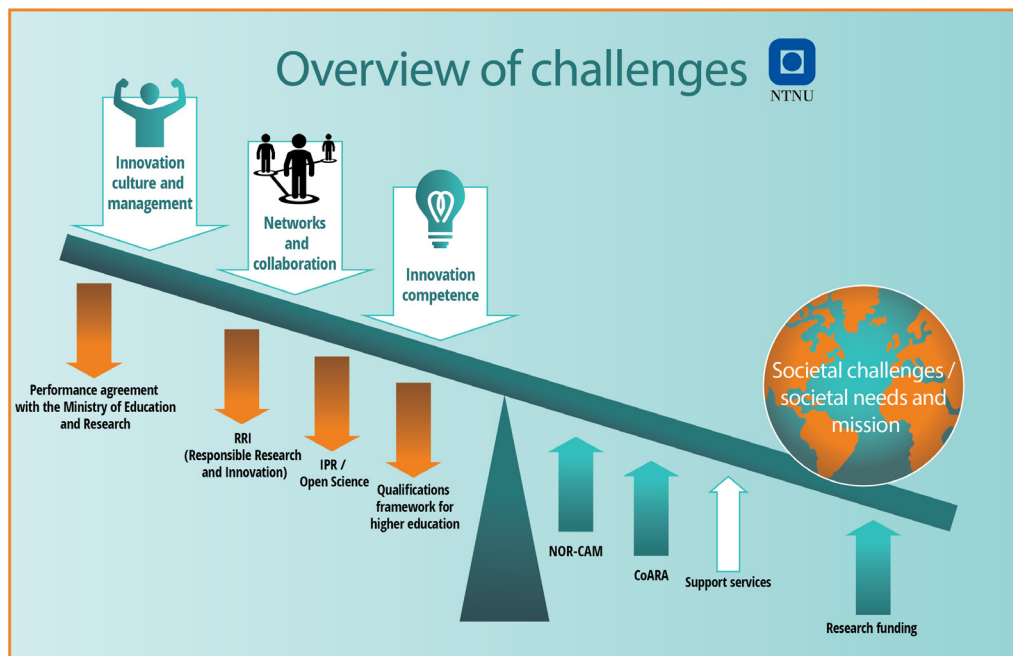 Overview of challenges
NTNU
Innovation
culture and
management
Networks
and
collaboration
Innovation
competence
Societal challenges /
societal needs and
mission
Performance agreement
with the Ministry of Education
and Research
RRI
(Responsible Research
and Innovation)
IPR /
Open Science
Qualifications
framework for
higher education
NOR-CAM
CoARA
Support services
Research funding